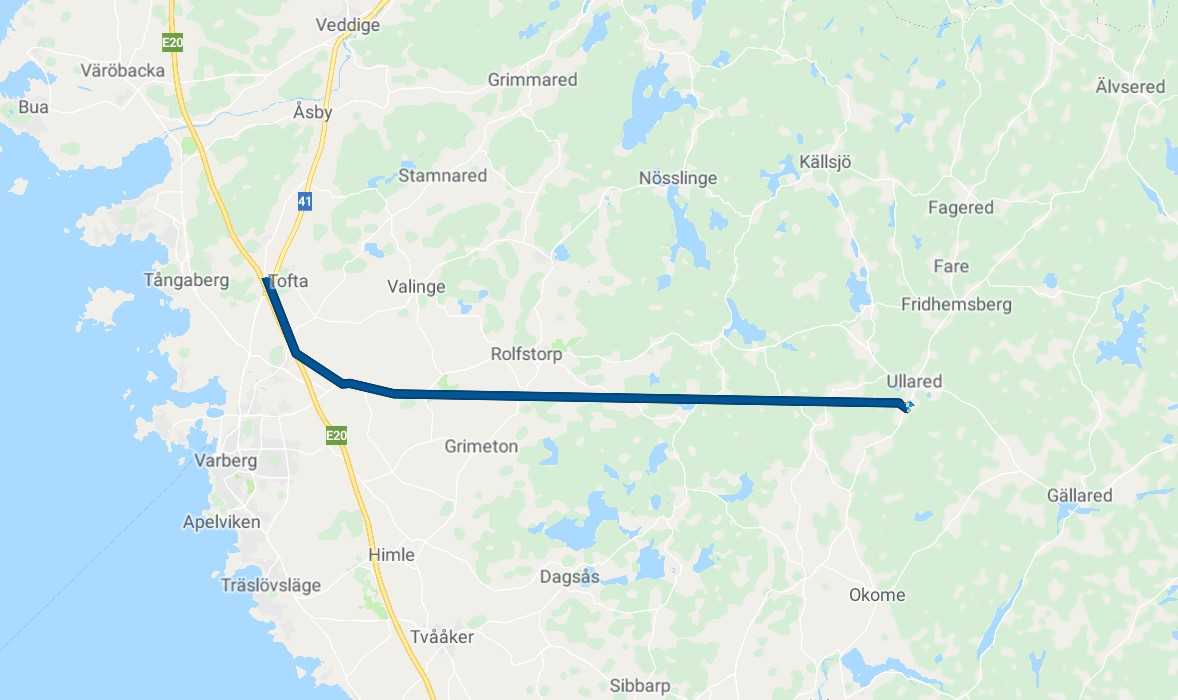 Veddige
E20
Väröbacka
Grimmared
Älvsered
Bua
Åsby
Källsjö
Stamnared
Nösslinge
41
Fagered
Fare
Tångaberg
Tofta
Valinge
Fridhemsberg
Rolfstorp
Ullared
E20
Grimeton
Varberg
Gällared
Apelviken
Himle
Dagsås
Träslövsläge
Okome
Tvååker
Sibbarp